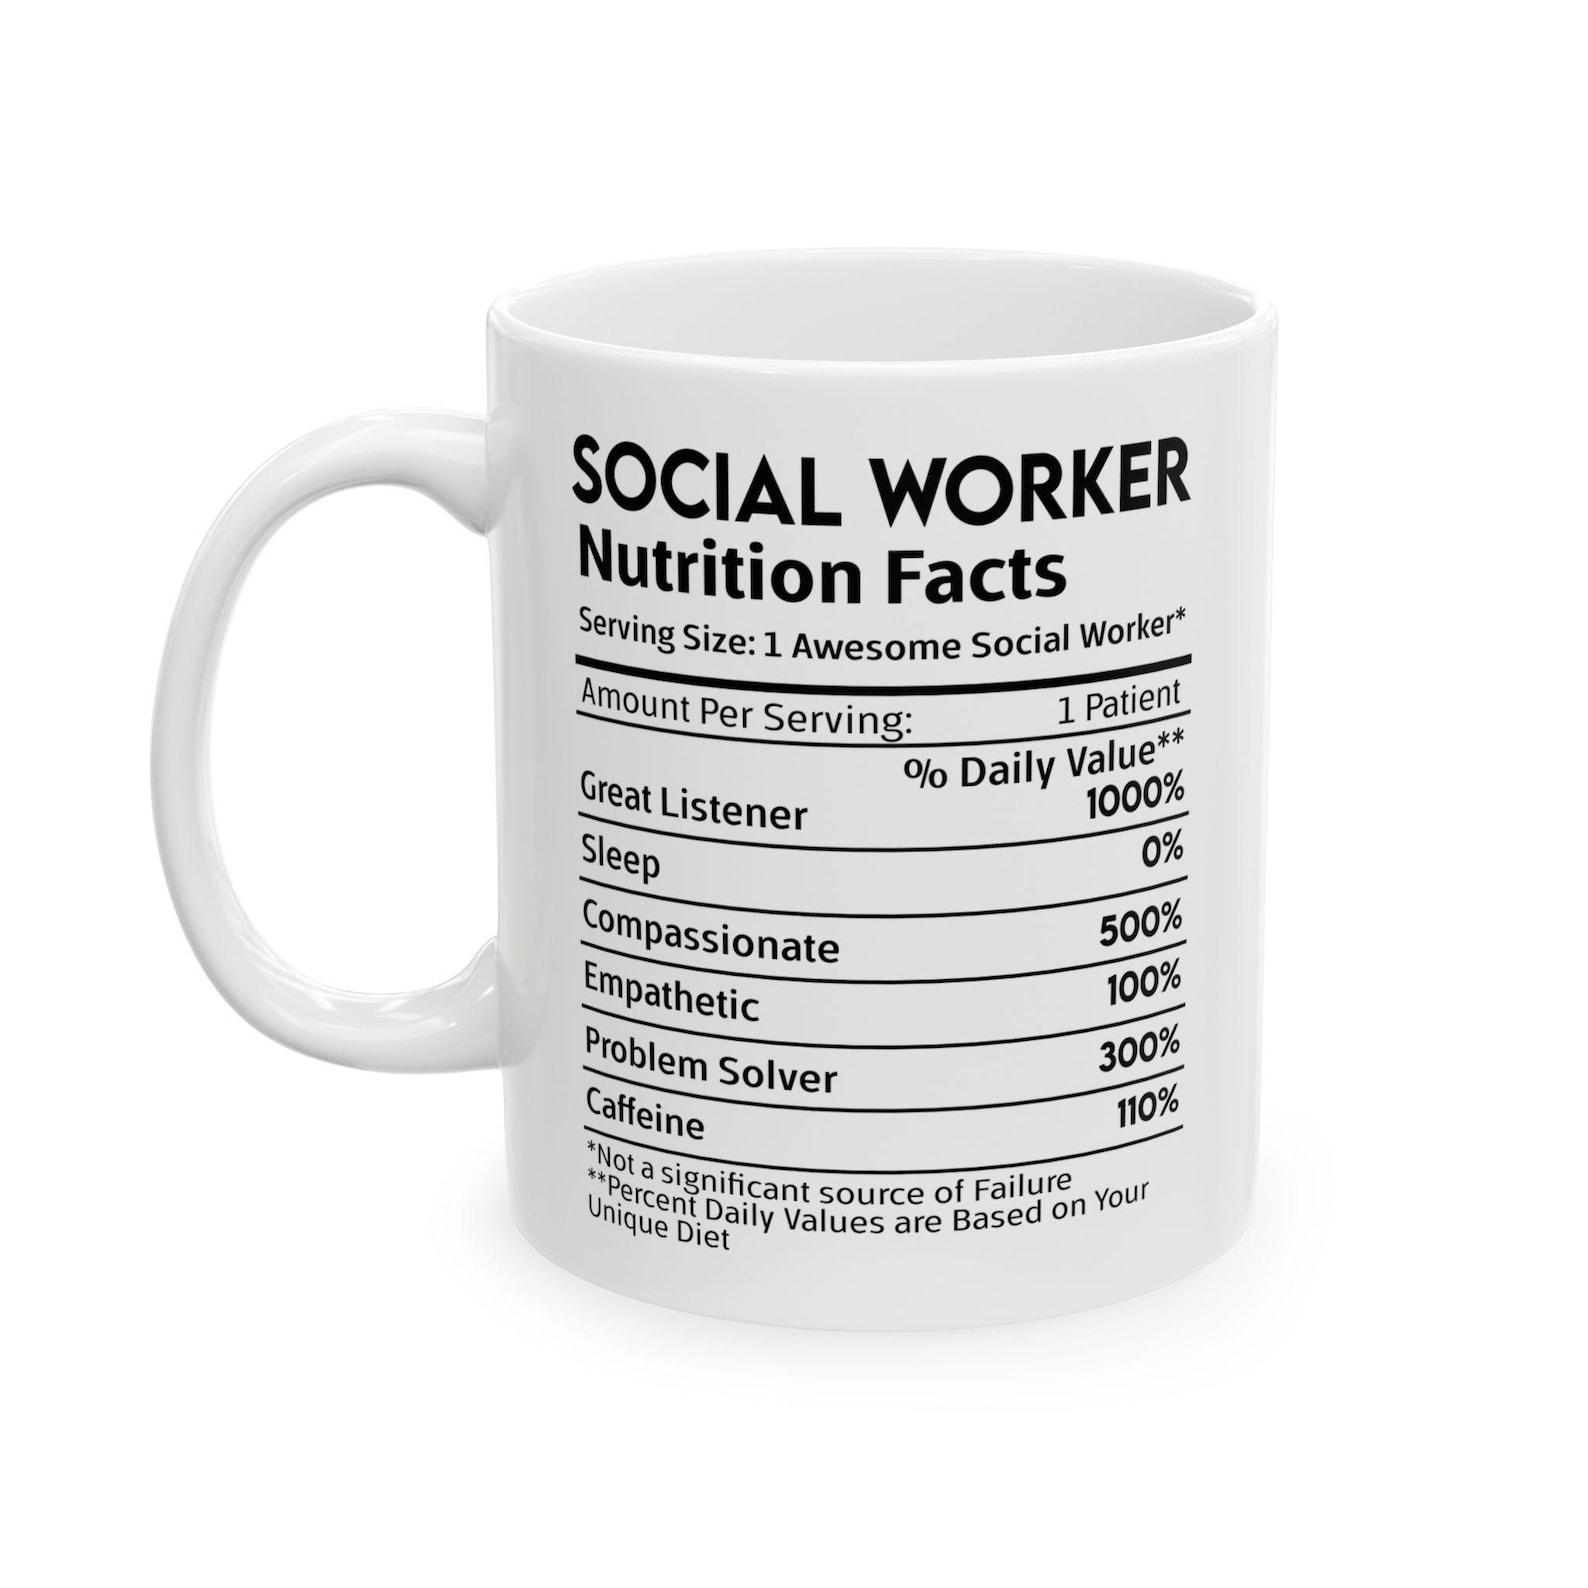 SOCIAL WORKER
Nutrition Facts
Serving Size: 1 Awesome Social Worker*
Amount Per Serving: 1 Patient
% Daily Value**
Great Listener 1000%
Sleep 0%
Compassionate 500%
Empathetic 100%
Problem Solver 300%
Caffeine 110%
*Not a significant source of Failure
**Percent Daily Values are Based on Your
Unique Diet